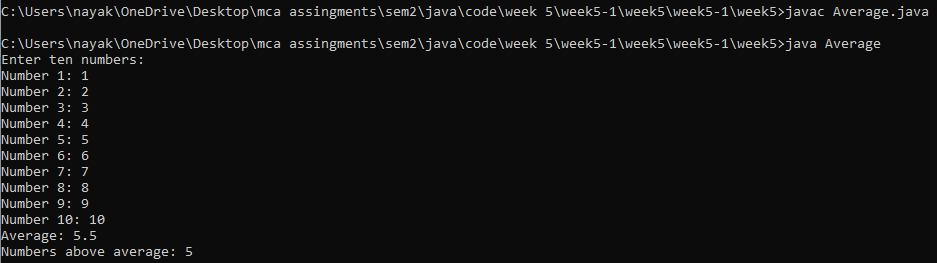 C:\Users\nayak\OneDrive\Desktop\mca assingments\sem2\java\code\week 5\week5-1\week5\week5-1\week5>javac Average.java
C:\Users\nayak\OneDrive\Desktop\mca assingments\sem2\java\code\week 5\week5-1\week5\week5-1\week5>java Average
Enter ten numbers:
Number 1: 1
Number 2: 2
Number 3: 3
Number 4: 4
Number 5: 5
Number 6: 6
Number 7: 7
Number 8: 8
Number 9: 9
Number 10: 10
Average: 5.5
Numbers above average: 5